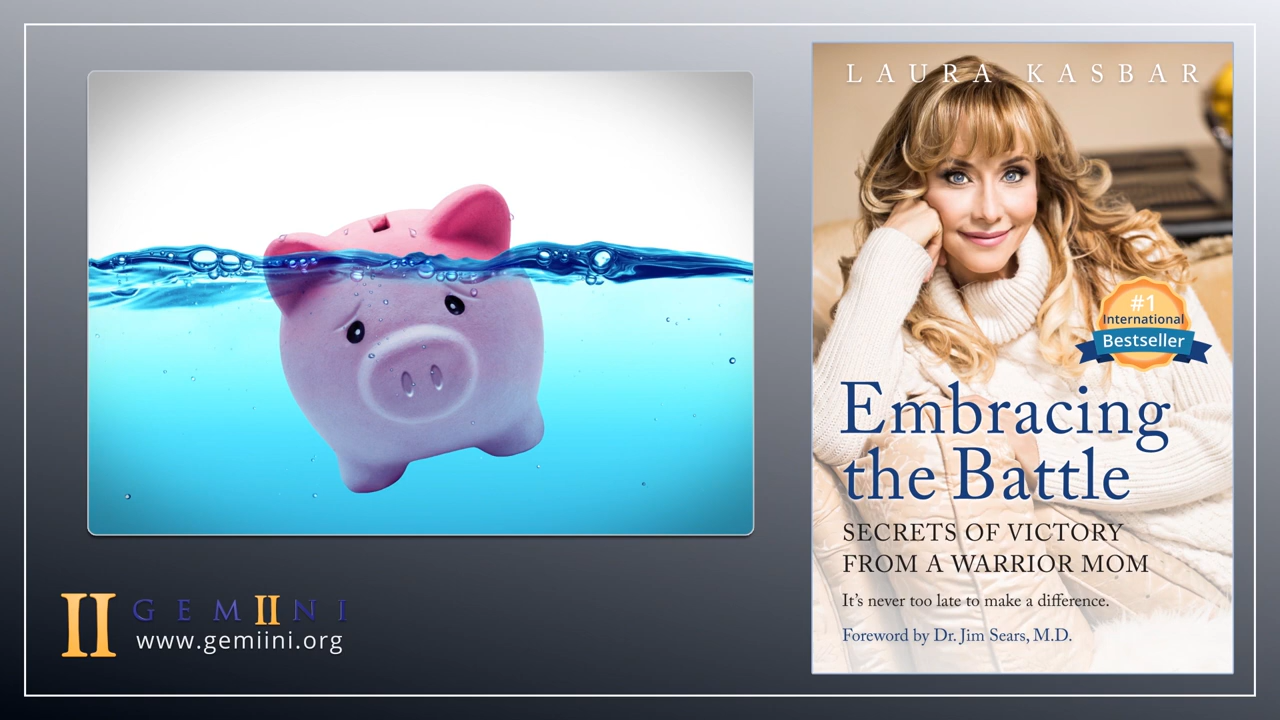 II GEMIINI
www.gemiini.org
LAURA KASBAR
#1
International
Bestseller
Embracing
the Battle
SECRETS OF VICTORY
FROM A WARRIOR MOM
It's never too late to make a difference.
Foreword by Dr. Jim Sears, M.D.